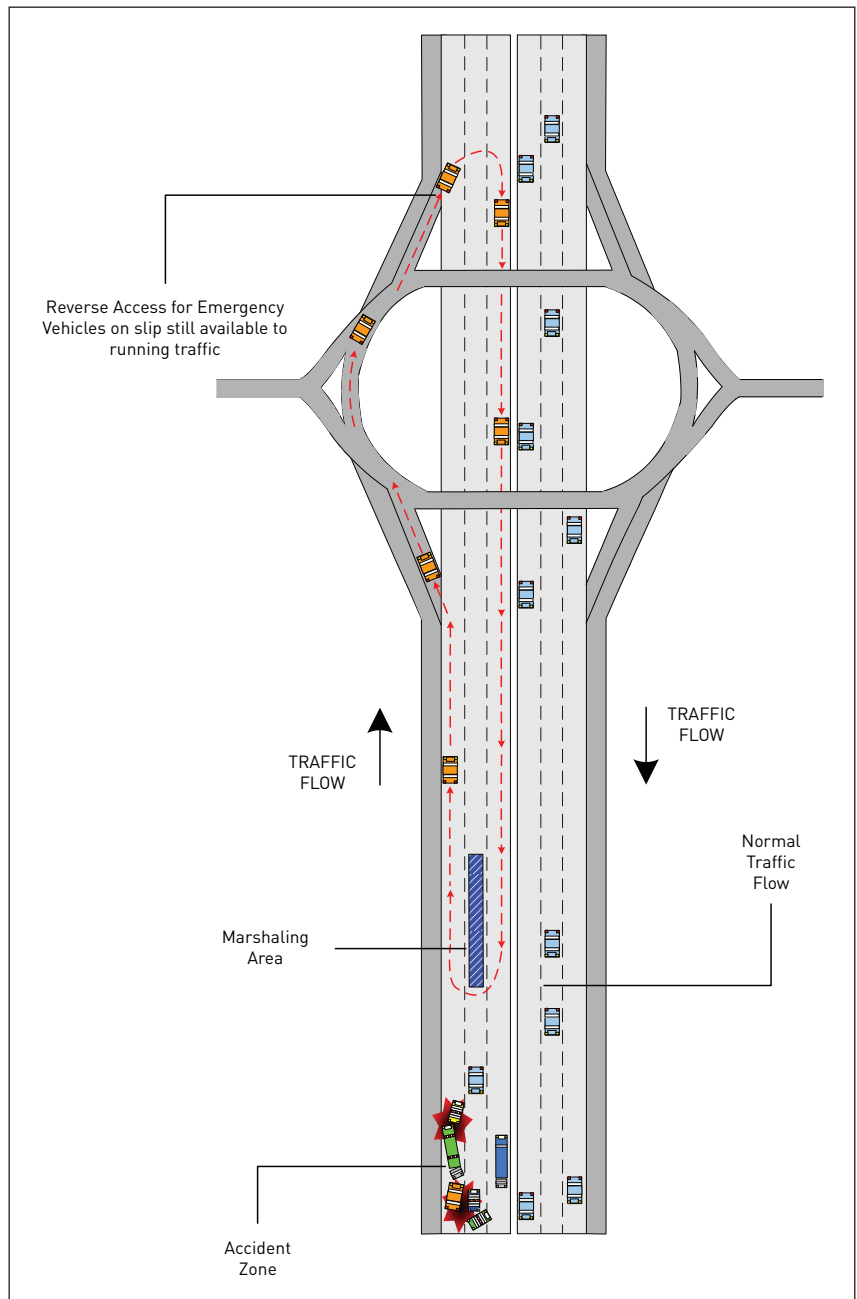 Reverse Access for Emergency
Vehicles on slip still available to
running traffic
TRAFFIC
FLOW
TRAFFIC
FLOW
Normal
Traffic
Flow
Marshaling
Area
Accident
Zone